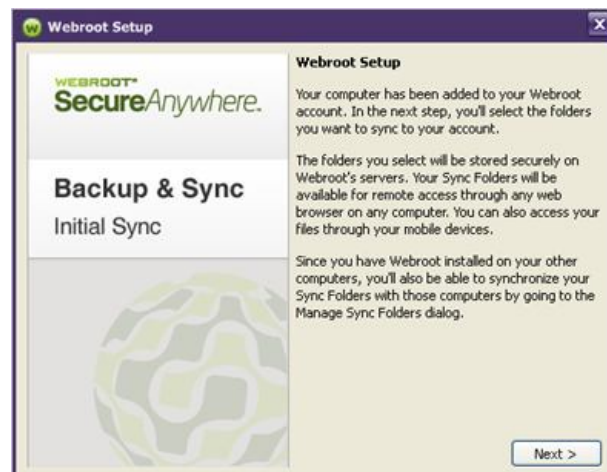 Webroot Setup
WEBROOT
SecureAnywhere.
Backup & Sync
Initial Sync
Webroot Setup
Your computer has been added to your Webroot
account. In the next step, you'll select the folders
you want to sync to your account.
The folders you select will be stored securely on
Webroot's servers. Your Sync Folders will be
available for remote access through any web
browser on any computer. You can also access your
files through your mobile devices.
Since you have Webroot installed on your other
computers, you'll also be able to synchronize your
Sync Folders with those computers by going to the
Manage Sync Folders dialog.
Next >